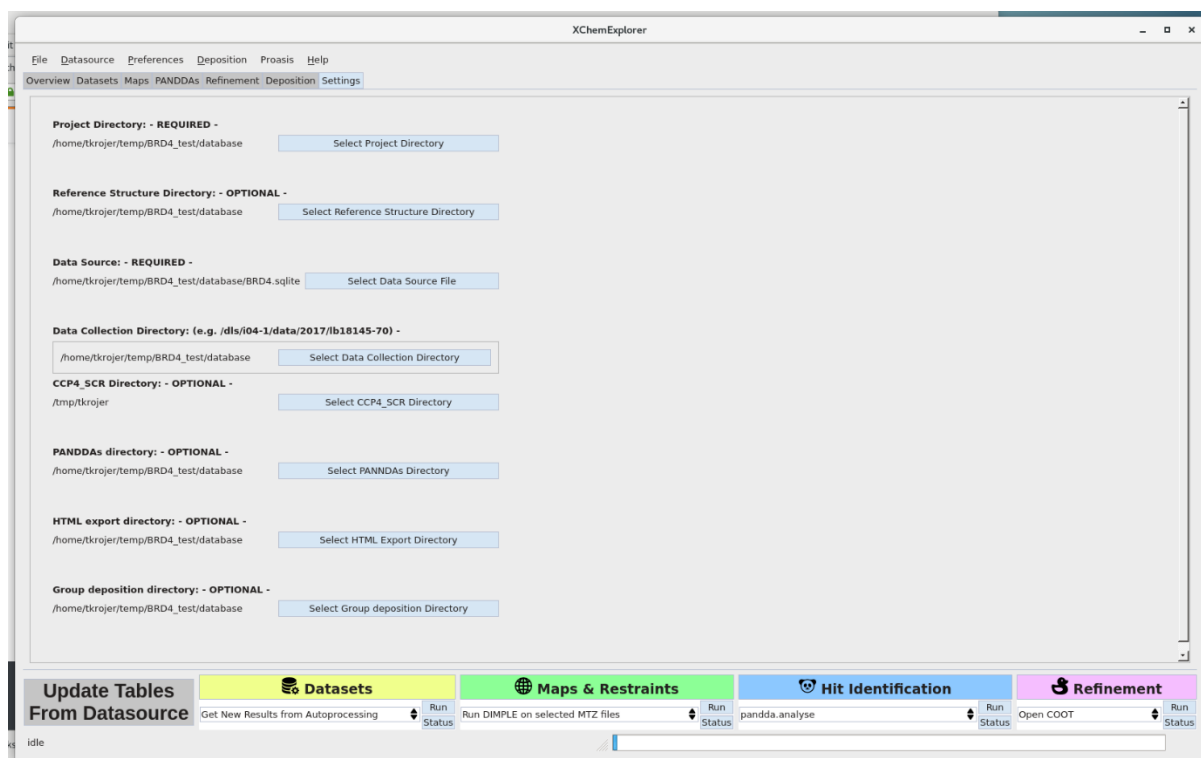 XChemExplorer
File Datasource Preferences Deposition Proasis Help
Overview Datasets Maps PANDDAs Refinement Deposition Settings
Project Directory: - REQUIRED -
/home/tkrojer/temp/BRD4_test/database Select Project Directory
Reference Structure Directory: - OPTIONAL -
/home/tkrojer/temp/BRD4_test/database Select Reference Structure Directory
Data Source: - REQUIRED -
/home/tkrojer/temp/BRD4_test/database/BRD4.sqlite Select Data Source File
Data Collection Directory: (e.g. /dls/i04-1/data/2017/lb18145-70) -
/home/tkrojer/temp/BRD4_test/database Select Data Collection Directory
CCP4_SCR Directory: - OPTIONAL -
/tmp/tkrojer Select CCP4_SCR Directory
PANDDAs directory: - OPTIONAL -
/home/tkrojer/temp/BRD4_test/database Select PANNDAs Directory
HTML export directory: - OPTIONAL -
/home/tkrojer/temp/BRD4_test/database Select HTML Export Directory
Group deposition directory: - OPTIONAL -
/home/tkrojer/temp/BRD4_test/database Select Group deposition Directory
Update Tables
From Datasource
Datasets
Get New Results from Autoprocessing Run
Status
Maps & Restraints
Run DIMPLE on selected MTZ files Run
Status
Hit Identification
pandda.analyse Run
Status
Refinement
Open COOT Run
Status
idle